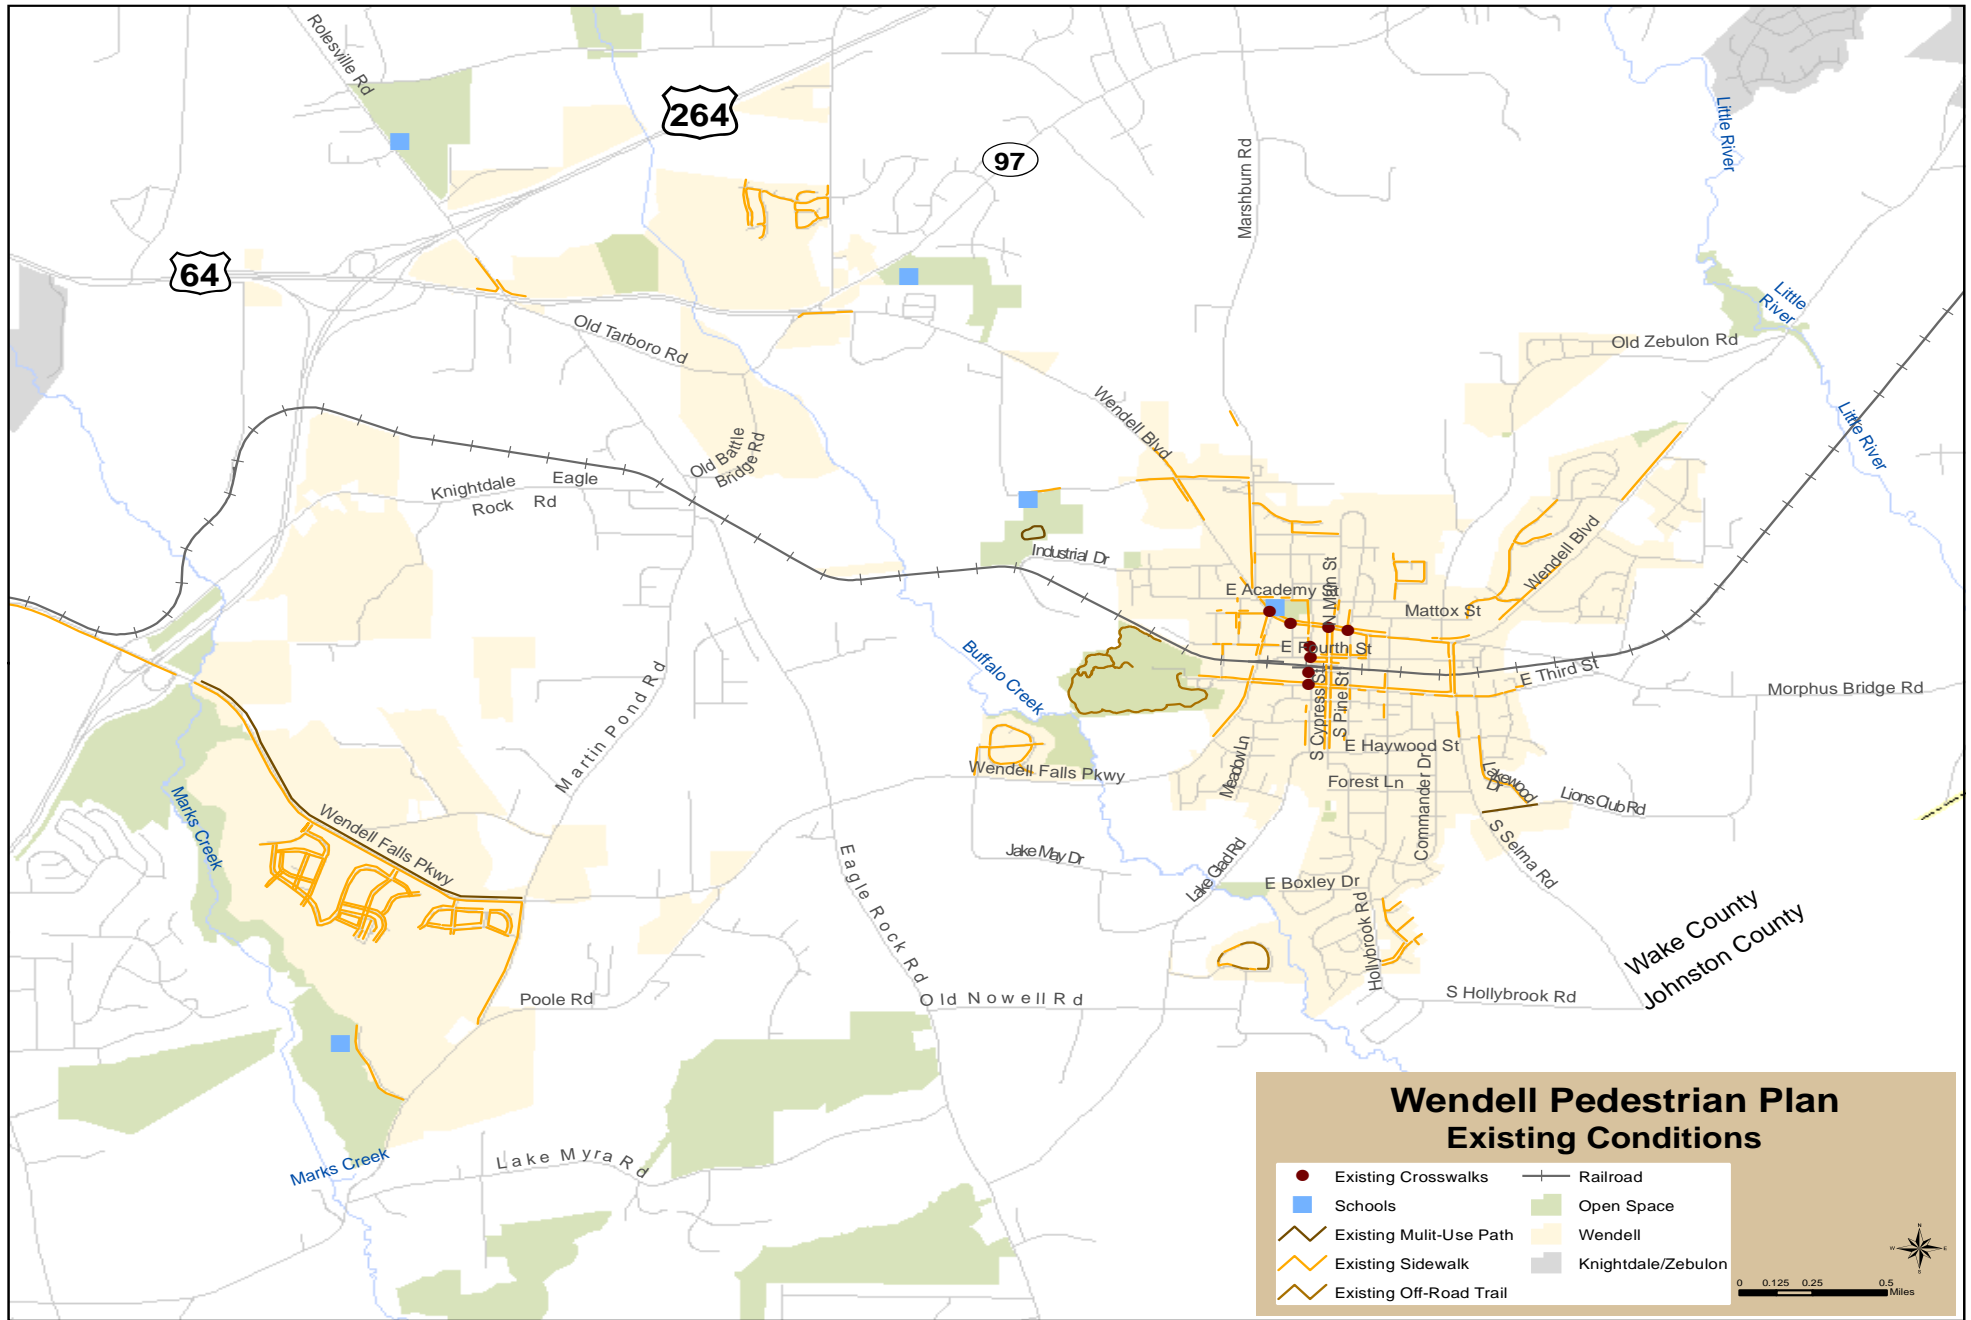 Rolesville Rd
264
97
64
Marshburn Rd
Little River
Little
River
Old Zebulon Rd
Little River
Old Tarboro Rd
Wendell Blvd
Old Battle
Bridge Rd
Knightdale Eagle
Rock Rd
Industrial Dr
E Academy
N Main St
Mattox St
Wendell Blvd
E Fourth St
E Third St
Morphus Bridge Rd
Buffalo Creek
Martin Pond Rd
S Cypress St
S Pine St
E Haywood St
Meadow Ln
Wendell Falls Pkwy
Forest Ln
Commander Dr
Lakewood
Dr
Lions Club Rd
S Selma Rd
Marks Creek
Wendell Falls Pkwy
Jake May Dr
Eagle Rock Rd
Lake Glad Rd
E Boxley Dr
Hollybrook Rd
Wake County
Johnston County
Poole Rd
Old Nowell Rd
S Hollybrook Rd
Marks Creek
Lake Myra Rd
Wendell Pedestrian Plan
Existing Conditions
Existing Crosswalks
Schools
Existing Mulit-Use Path
Existing Sidewalk
Existing Off-Road Trail
Railroad
Open Space
Wendell
Knightdale/Zebulon
N
W E
S
0 0.125 0.25 0.5
Miles